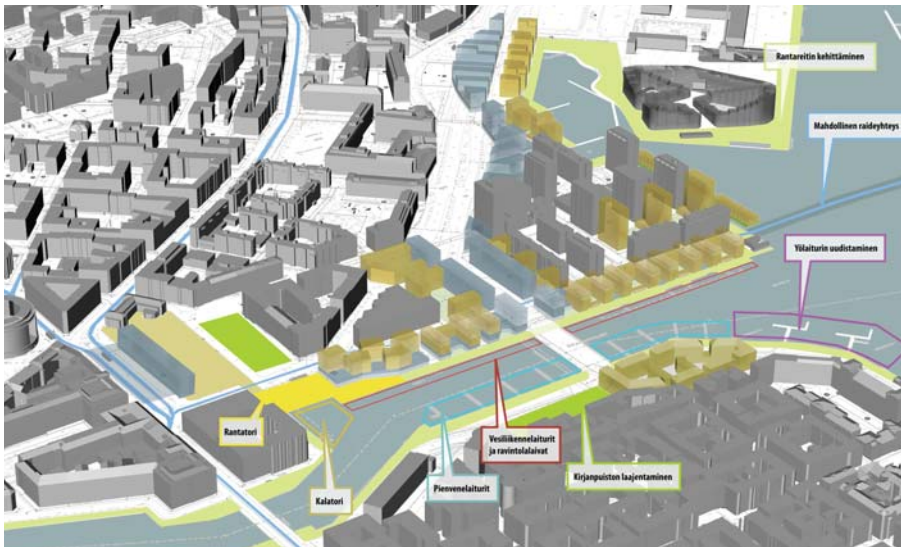 Rantareitin kehittäminen
Mahdollinen raideyhteys
Yölaiturin uudistaminen
Rantatori
Vesiliikennelaiturit
ja ravintolalaivat
Kirjanpuiston laajentaminen
Pienvenelaiturit
Kalatori